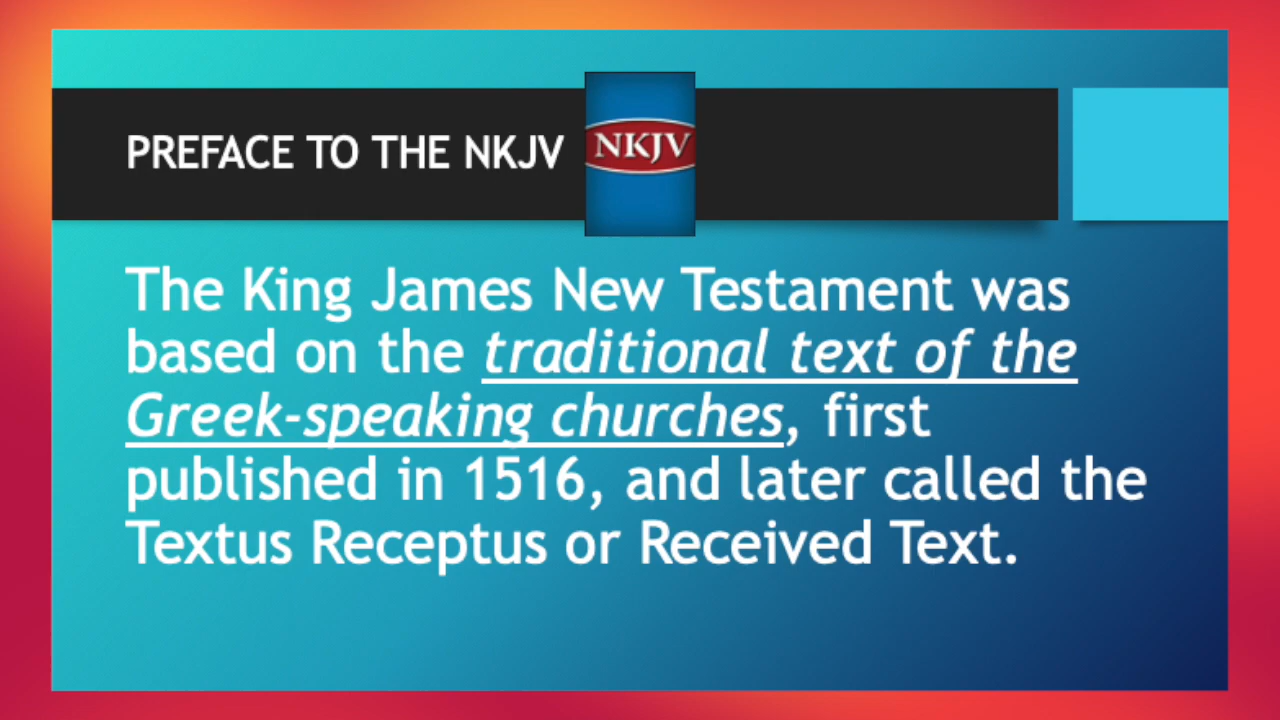 PREFACE TO THE NKJV
NKJV
The King James New Testament was
based on the traditional text of the
Greek-speaking churches, first
published in 1516, and later called the
Textus Receptus or Received Text.